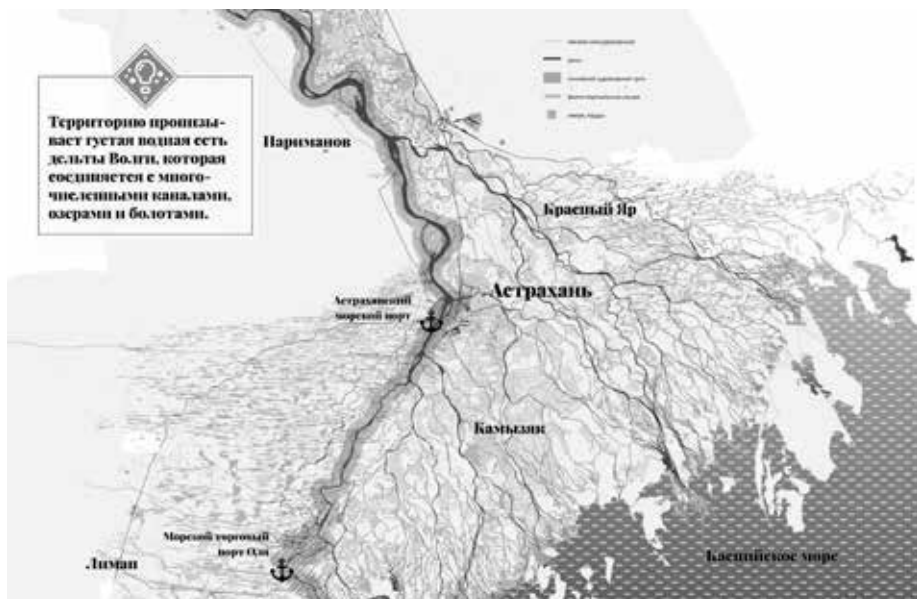 Территорию пронизы-
вает густая водная сеть
дельты Волги, которая
соединяется с много-
численными каналами,
озерами и болотами.
Нариманов
Красный Яр
Астрахань
Астраханский
морской порт
Камызяк
Морской торговый
порт Оля
Лиман
Каспийское море